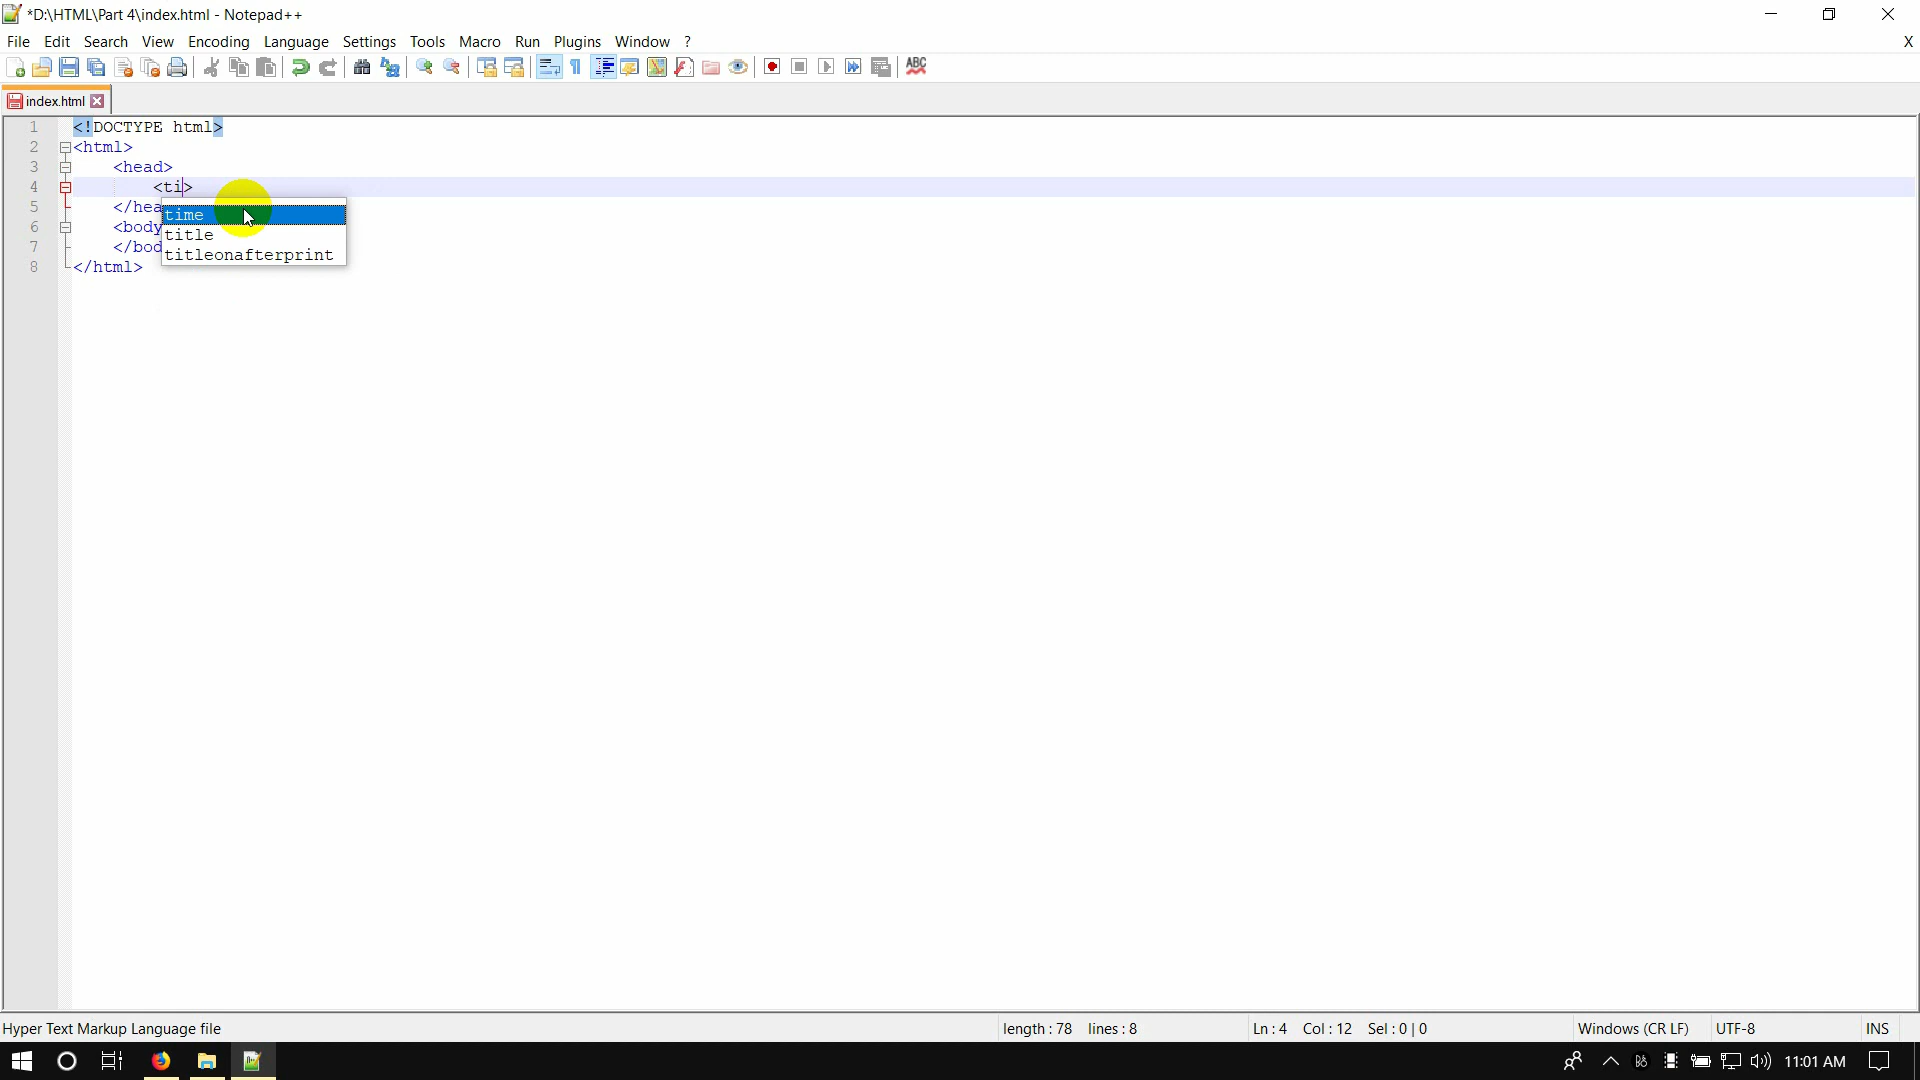 *D:\HTML\Part 4\index.html - Notepad++
File Edit Search View Encoding Language Settings Tools Macro Run Plugins Window ? X
ABC
index.html
1 <!DOCTYPE html>
2 <html>
3 <head>
4 <ti>
5 </hea
time
6 <body
title
7 </bod
titleonafterprint
8 </html>
Hyper Text Markup Language file length : 78 lines : 8 Ln : 4 Col : 12 Sel : 0 | 0 Windows (CR LF) UTF-8 INS
11:01 AM